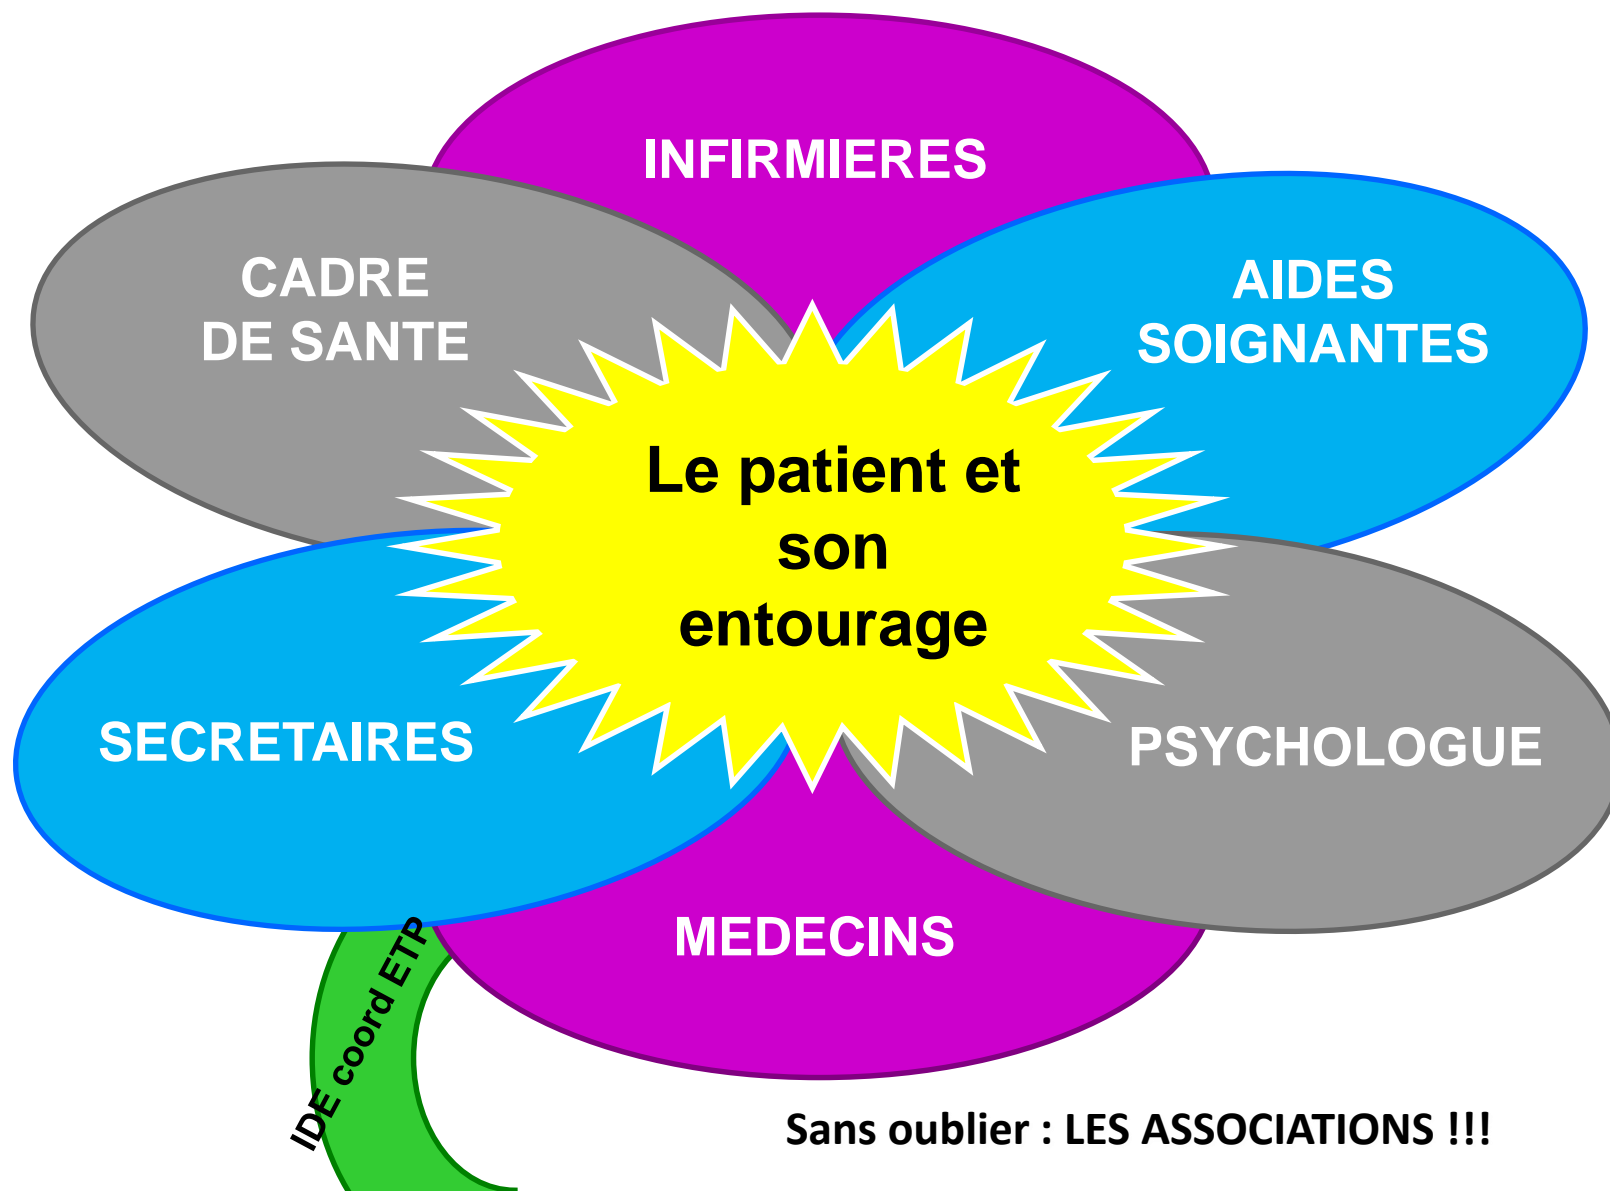 INFIRMIERES
CADRE
DE SANTE
AIDES
SOIGNANTES
Le patient et
son
entourage
SECRETAIRES
PSYCHOLOGUE
MEDECINS
IDE coord ETP
Sans oublier : LES ASSOCIATIONS !!!